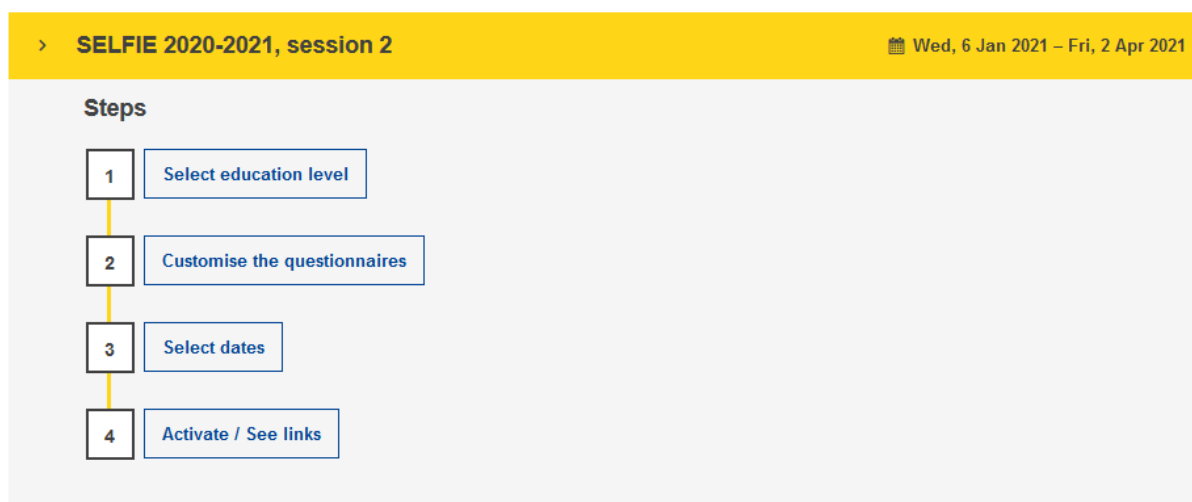 SELFIE 2020-2021, session 2
Wed, 6 Jan 2021 – Fri, 2 Apr 2021
Steps
1 Select education level
2 Customise the questionnaires
3 Select dates
4 Activate / See links